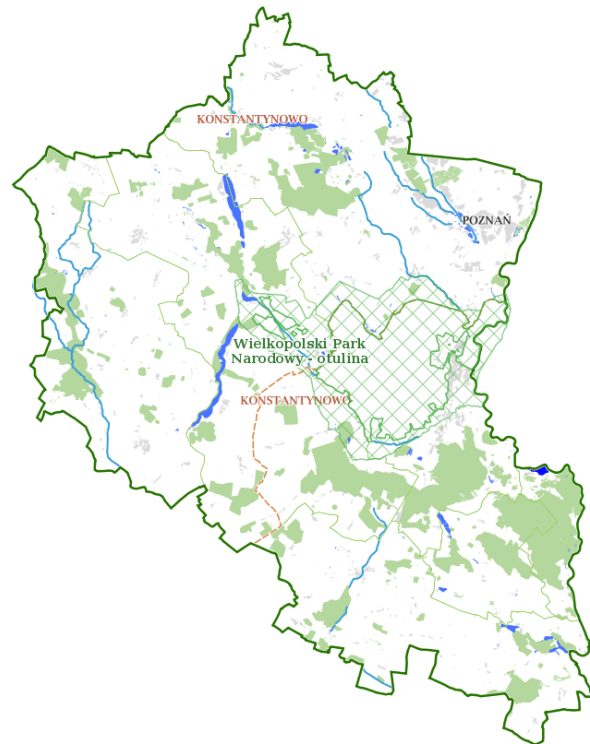 KONSTANTYNOWO
POZNAŃ
Wielkopolski Park
Narodowy - otulina
KONSTANTYNOWO